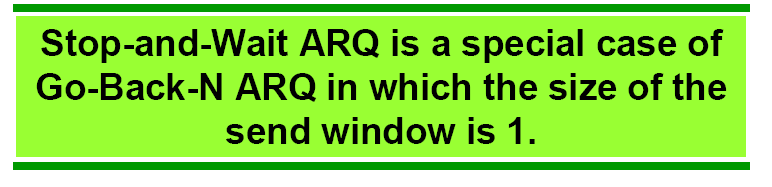 Stop-and-Wait ARQ is a special case of
Go-Back-N ARQ in which the size of the
send window is 1.